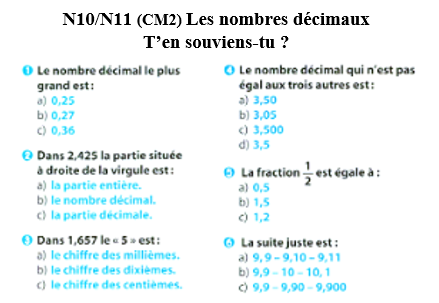 N10/N11 (CM2) Les nombres décimaux
T'en souviens-tu ?
1 Le nombre décimal le plus
grand est :
a) 0,25
b) 0,27
c) 0,36
2 Dans 2,425 la partie située
à droite de la virgule est :
a) la partie entière.
b) le nombre décimal.
c) la partie décimale.
3 Dans 1,657 le « 5 » est :
a) le chiffre des millièmes.
b) le chiffre des dixièmes.
c) le chiffre des centièmes.
4 Le nombre décimal qui n'est pas
égal aux trois autres est :
a) 3,50
b) 3,05
c) 3,500
d) 3,5
5 La fraction 1/2 est égale à :
a) 0,5
b) 1,5
c) 1,2
6 La suite juste est :
a) 9,9 – 9,10 – 9,11
b) 9,9 – 10 – 10,1
c) 9,9 – 9,90 – 9,900